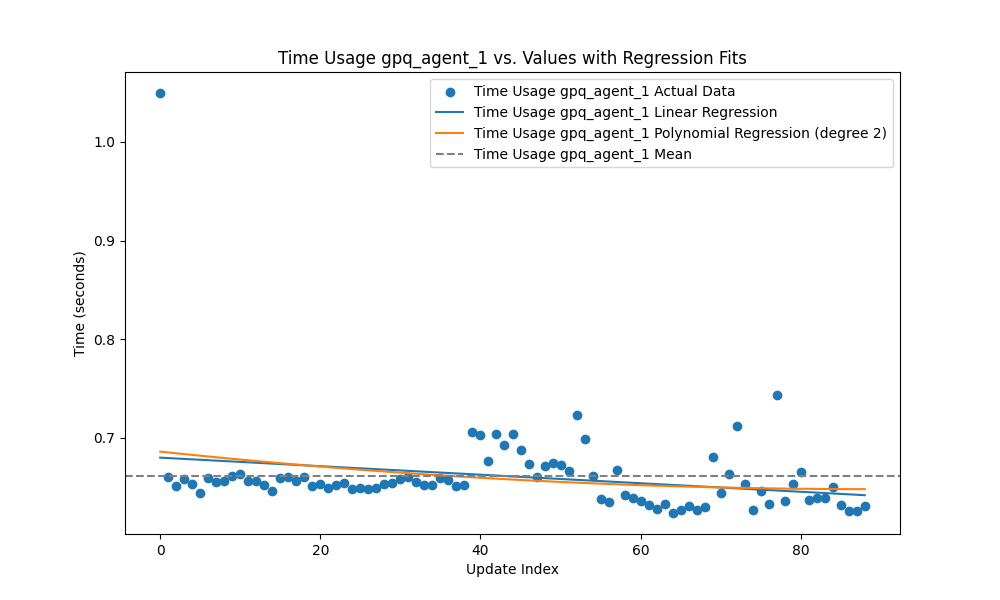 Time Usage gpq_agent_1 vs. Values with Regression Fits
Time Usage gpq_agent_1 Actual Data
Time Usage gpq_agent_1 Linear Regression
Time Usage gpq_agent_1 Polynomial Regression (degree 2)
Time Usage gpq_agent_1 Mean
Time (seconds)
1.0
0.9
0.8
0.7
0
20
40
60
80
Update Index